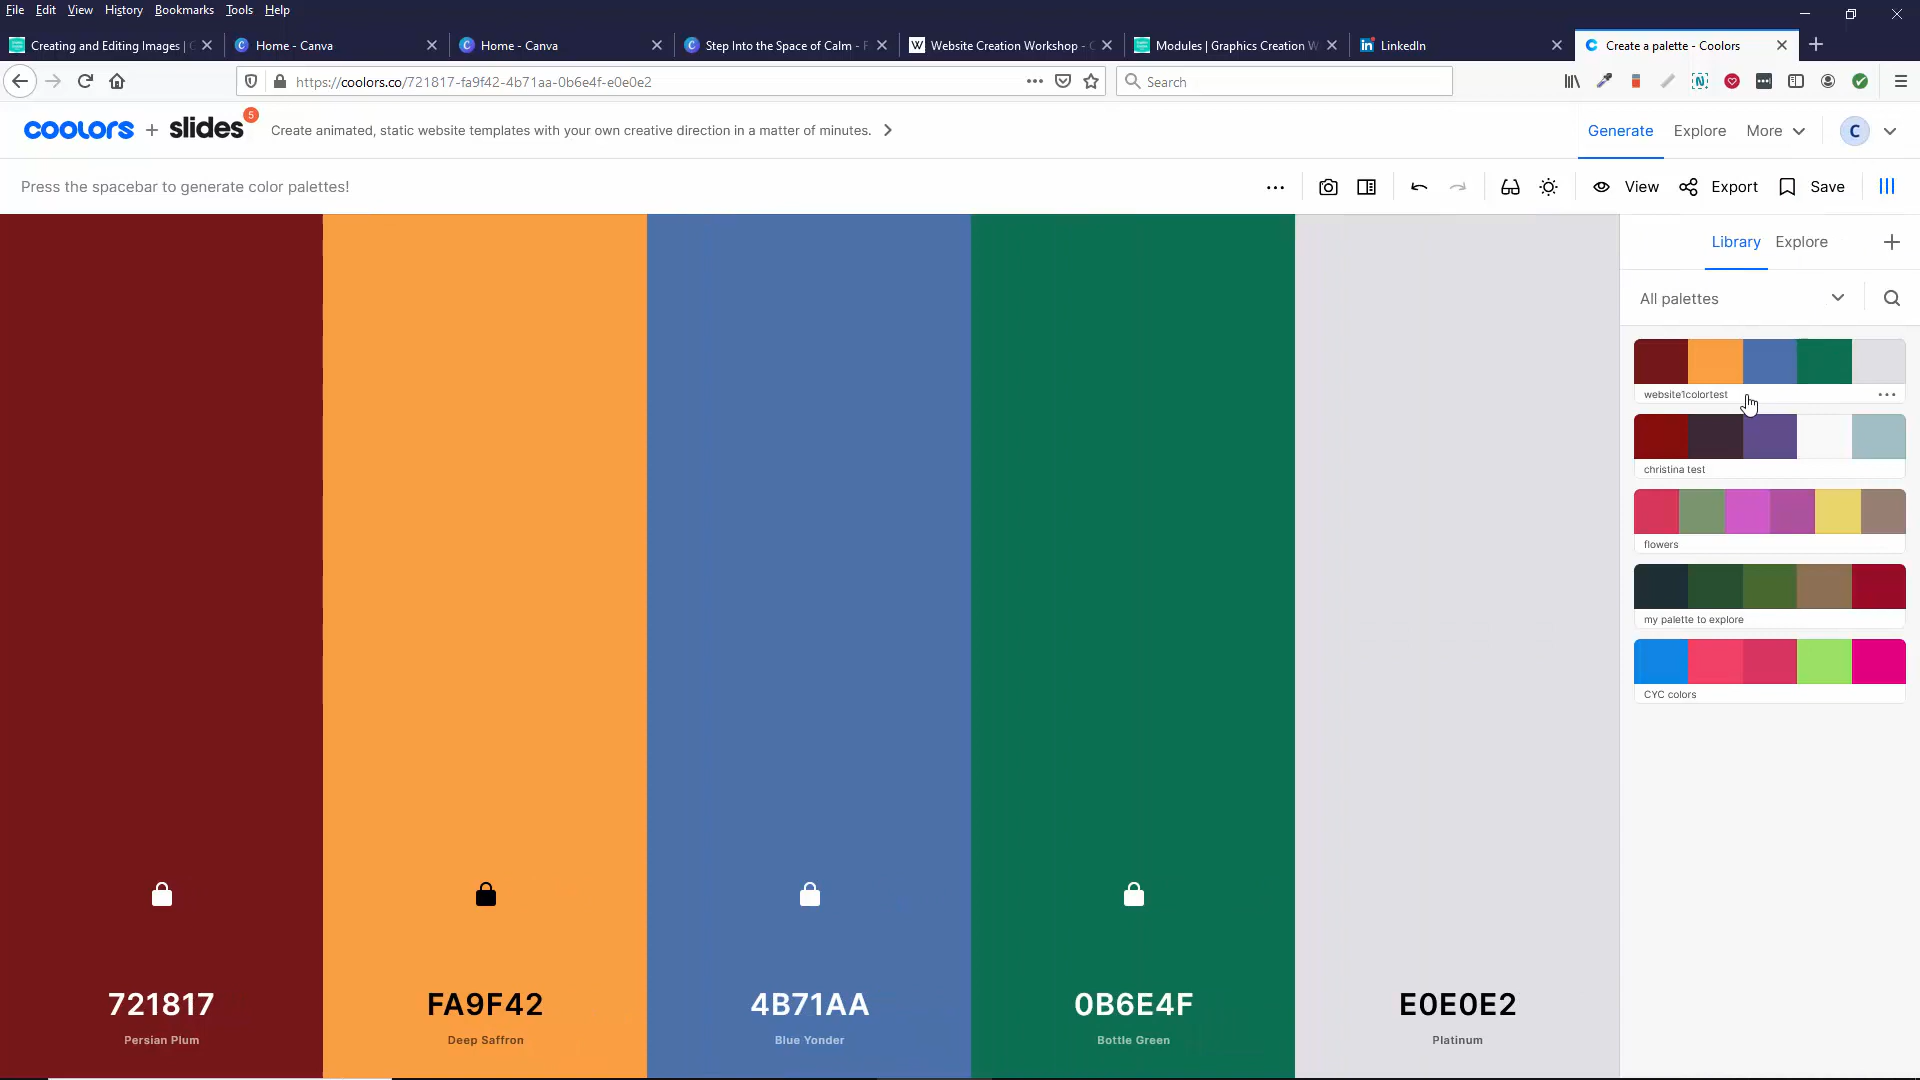 File Edit View History Bookmarks Tools Help
Creating and Editing Images | C
Home - Canva
Home - Canva
Step Into the Space of Calm - F
Website Creation Workshop - C
Modules | Graphics Creation W
LinkedIn
Create a palette - Coolors
https://coolors.co/721817-fa9f42-4b71aa-0b6e4f-e0e0e2
Search
coolors + slides 5 Create animated, static website templates with your own creative direction in a matter of minutes.
Generate Explore More C
Press the spacebar to generate color palettes!
View Export Save
Library Explore
All palettes
website1colortest
christina test
flowers
my palette to explore
CYC colors
721817 FA9F42 4B71AA 0B6E4F E0E0E2
Persian Plum Deep Saffron Blue Yonder Bottle Green Platinum